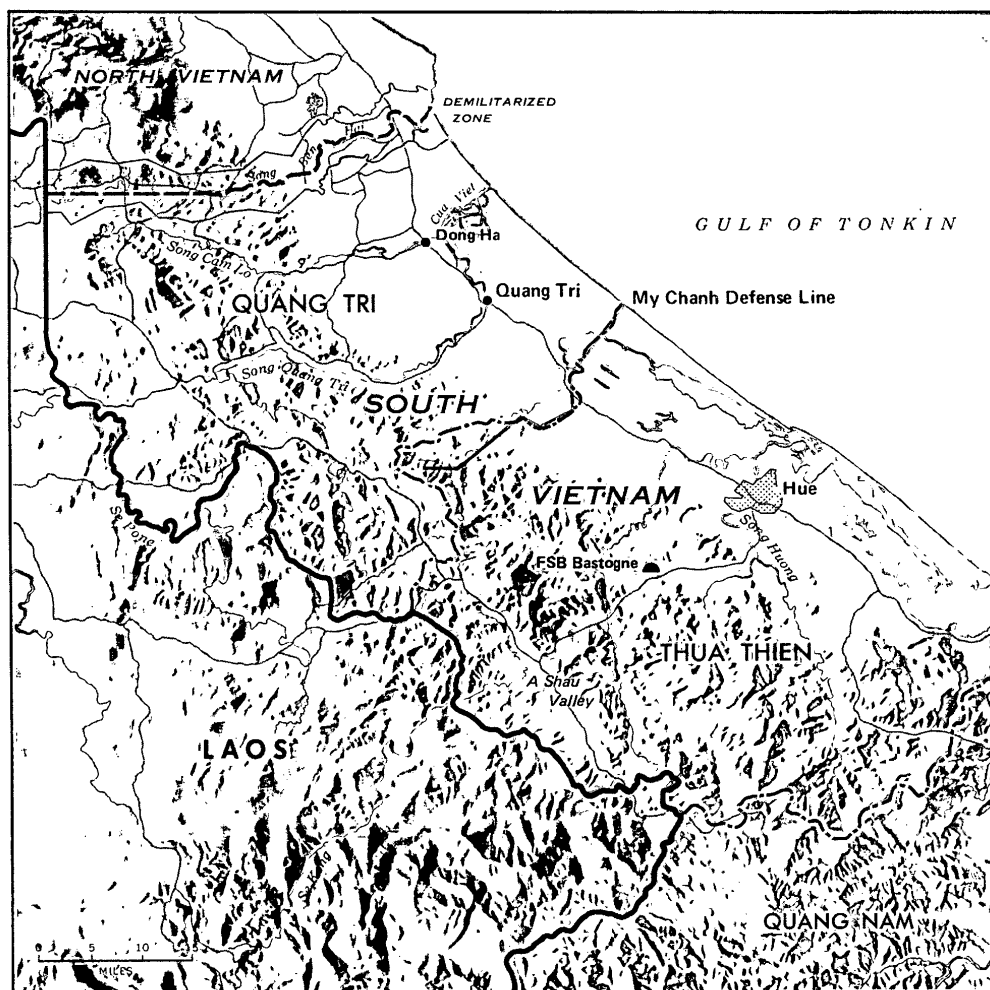 NORTH VIETNAM
DEMILITARIZED
ZONE
Song Ben Hai
Cua Viet
GULF OF TONKIN
Dong Ha
Song Cam Lo
Quang Tri
My Chanh Defense Line
QUANG TRI
Song Quang Tri
SOUTH
VIETNAM
Hue
Song Huong
Se Pone
FSB Bastogne
THUA THIEN
A Shau
Valley
LAOS
QUANG NAM
0 5 10 15
MILES